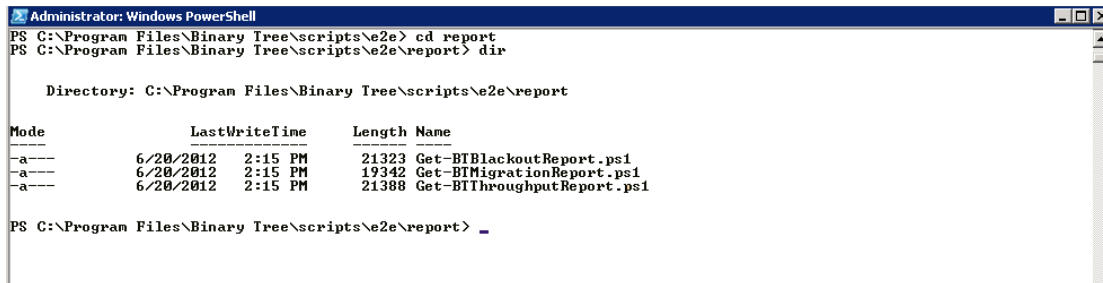 Administrator: Windows PowerShell
PS C:\Program Files\Binary Tree\scripts\e2e> cd report
PS C:\Program Files\Binary Tree\scripts\e2e\report> dir
Directory: C:\Program Files\Binary Tree\scripts\e2e\report
Mode LastWriteTime Length Name
---- ------------- ------ ----
-a--- 6/20/2012 2:15 PM 21323 Get-BTBlackoutReport.ps1
-a--- 6/20/2012 2:15 PM 19342 Get-BTMigrationReport.ps1
-a--- 6/20/2012 2:15 PM 21388 Get-BTThroughputReport.ps1
PS C:\Program Files\Binary Tree\scripts\e2e\report> _